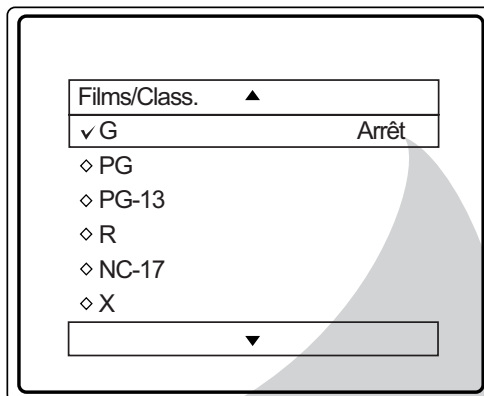 Films/Class.
G Arrêt
PG
PG-13
R
NC-17
X